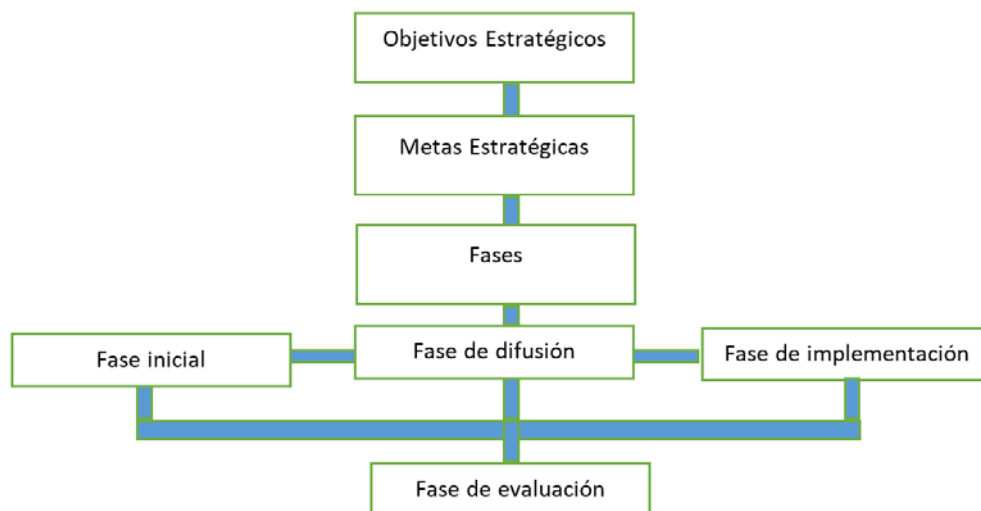 Objetivos Estratégicos
Metas Estratégicas
Fases
Fase inicial
Fase de difusión
Fase de implementación
Fase de evaluación